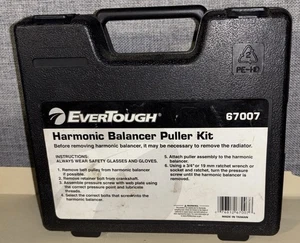 PE-HD
EVERTOUGH 67007
Harmonic Balancer Puller Kit
Before removing harmonic balancer, it may be necessary to remove the radiator.
INSTRUCTIONS:
ALWAYS WEAR SAFETY GLASSES AND GLOVES.
1. Remove bolt pulley from harmonic balancer
if possible.
2. Remove retainer bolt from crankshaft.
3. Assemble pressure screw with web plate using
the correct pressure point and lubricate
threads.
4. Select the correct bolts that screw into the
harmonic balancer.
5. Attach puller assembly to the harmonic
balancer.
6. Using a 3/4" or 19 mm ratchet wrench or
socket and ratchet, turn the pressure
screw until the harmonic balancer is
removed.
MADE IN TAIWAN